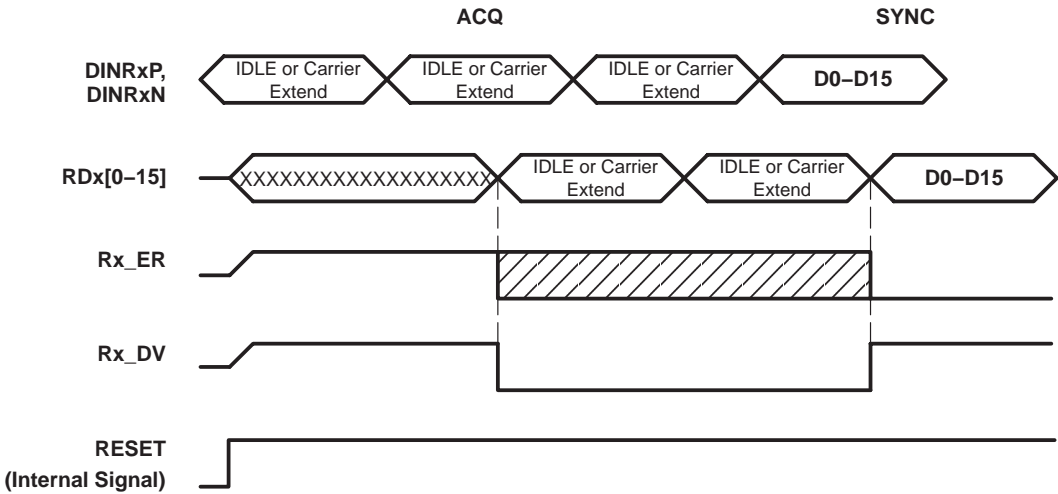 ACQ SYNC
DINRxP,
DINRxN
IDLE or Carrier
Extend
IDLE or Carrier
Extend
IDLE or Carrier
Extend
D0–D15
RDx[0–15]
XXXXXXXXXXXXXXXXXXX
IDLE or Carrier
Extend
IDLE or Carrier
Extend
D0–D15
Rx_ER
Rx_DV
RESET
(Internal Signal)